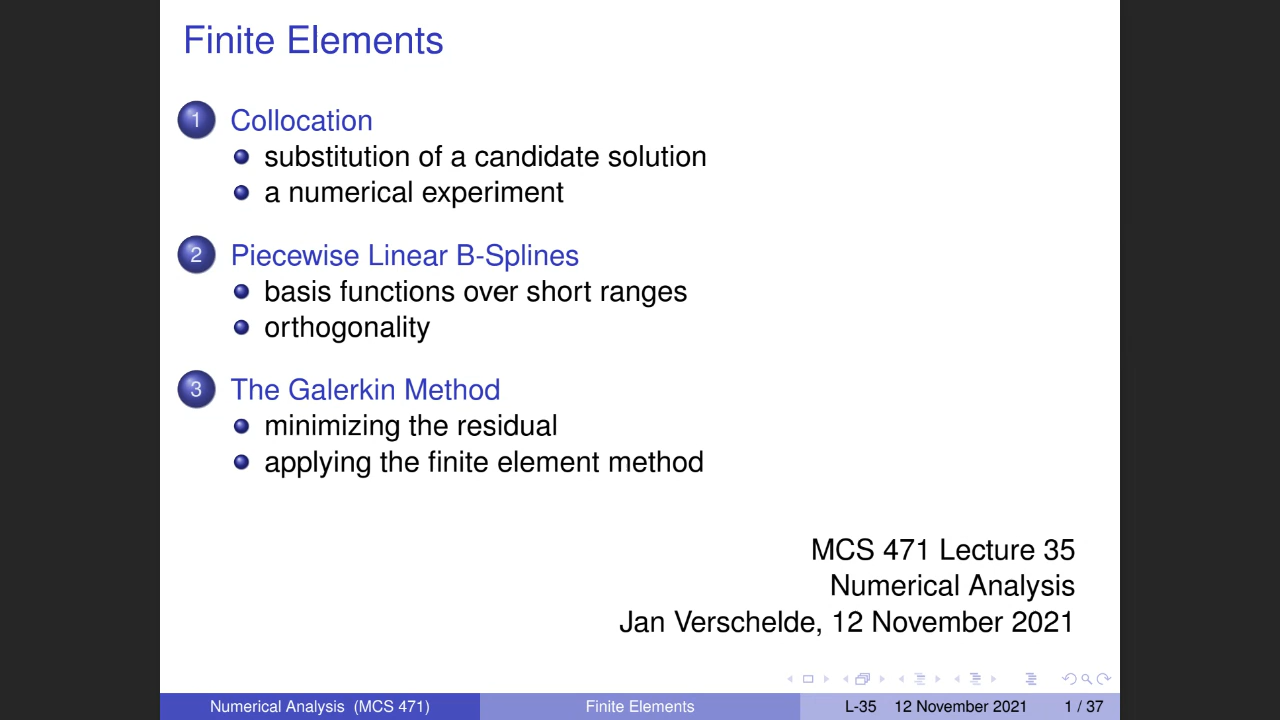 Finite Elements
1 Collocation
substitution of a candidate solution
a numerical experiment
2 Piecewise Linear B-Splines
basis functions over short ranges
orthogonality
3 The Galerkin Method
minimizing the residual
applying the finite element method
MCS 471 Lecture 35
Numerical Analysis
Jan Verschelde, 12 November 2021
Numerical Analysis (MCS 471) Finite Elements L-35 12 November 2021 1 / 37